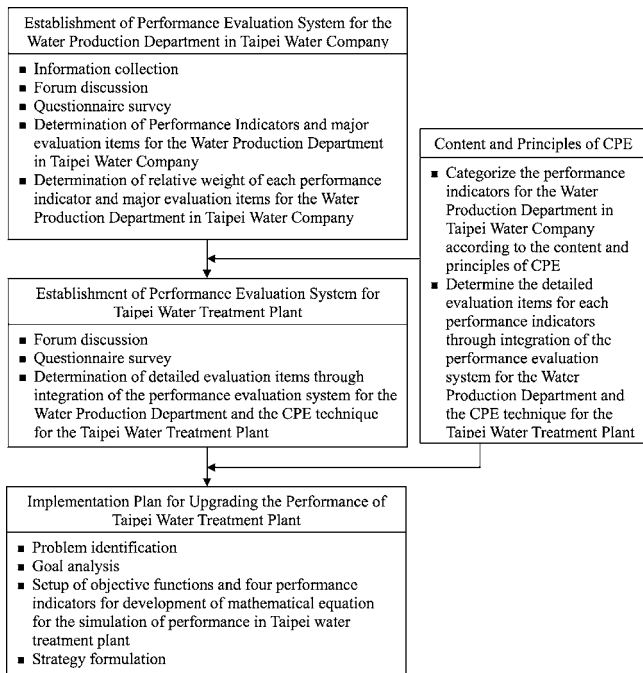 Establishment of Performance Evaluation System for the
Water Production Department in Taipei Water Company
■ Information collection
■ Forum discussion
■ Questionnaire survey
■ Determination of Performance Indicators and major
evaluation items for the Water Production Department
in Taipei Water Company
■ Determination of relative weight of each performance
indicator and major evaluation items for the Water
Production Department in Taipei Water Company
Content and Principles of CPE
■ Categorize the performance
indicators for the Water
Production Department in
Taipei Water Company
according to the content and
principles of CPE
■ Determine the detailed
evaluation items for each
performance indicators
through integration of the
performance evaluation
system for the Water
Production Department and
the CPE technique for the
Taipei Water Treatment Plant
Establishment of Performance Evaluation System for
Taipei Water Treatment Plant
■ Forum discussion
■ Questionnaire survey
■ Determination of detailed evaluation items through
integration of the performance evaluation system for the
Water Production Department and the CPE technique
for the Taipei Water Treatment Plant
Implementation Plan for Upgrading the Performance of
Taipei Water Treatment Plant
■ Problem identification
■ Goal analysis
■ Setup of objective functions and four performance
indicators for development of mathematical equation
for the simulation of performance in Taipei water
treatment plant
■ Strategy formulation